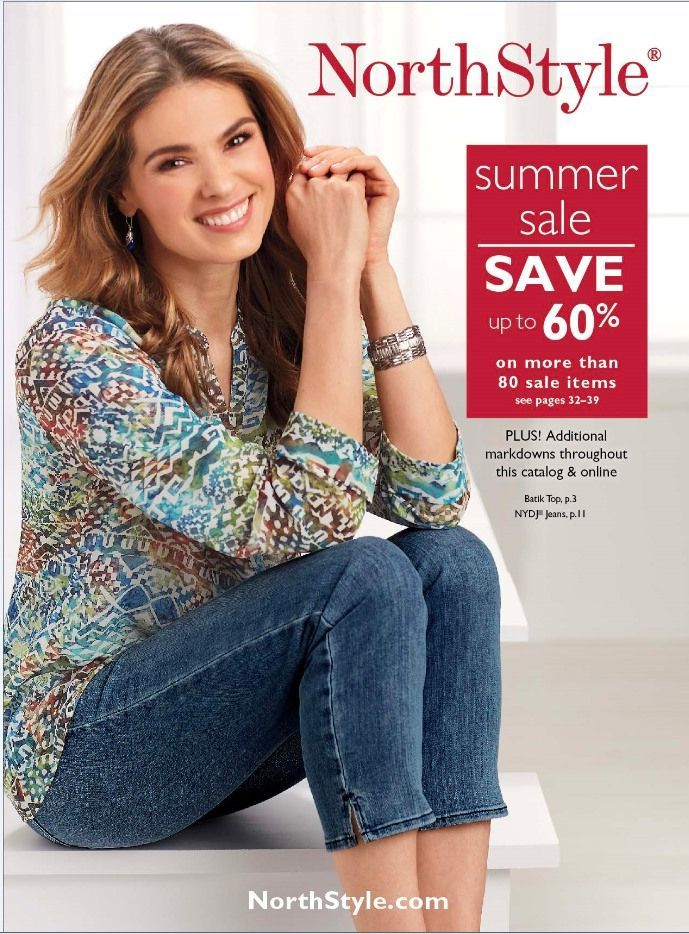 NorthStyle®
summer
sale
SAVE
up to 60%
on more than
80 sale items
see pages 32–39
PLUS! Additional
markdowns throughout
this catalog & online
Batik Top, p.3
NYDJ® Jeans, p.11
NorthStyle.com